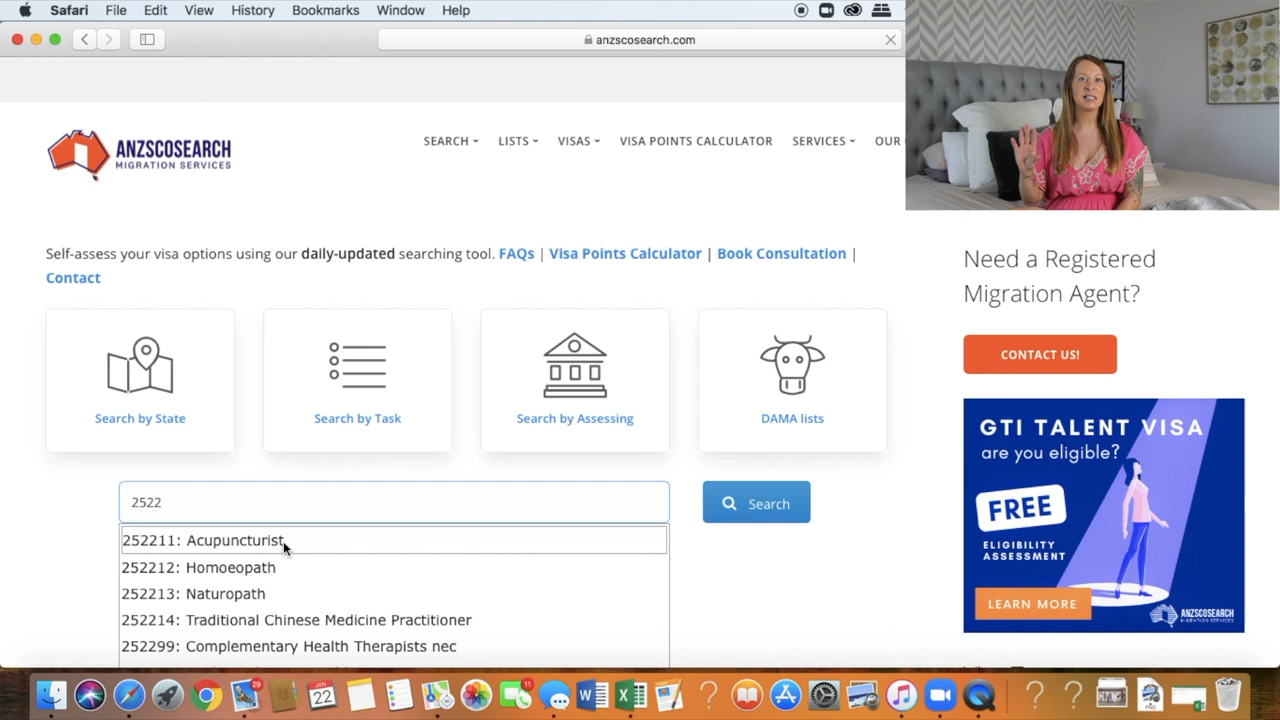 Safari File Edit View History Bookmarks Window Help
anzscosearch.com
ANZSCOSEARCH
MIGRATION SERVICES
SEARCH LISTS VISAS VISA POINTS CALCULATOR SERVICES OUR
Self-assess your visa options using our daily-updated searching tool. FAQs | Visa Points Calculator | Book Consultation |
Contact
Search by State
Search by Task
Search by Assessing
DAMA lists
2522
Search
252211: Acupuncturist
252212: Homoeopath
252213: Naturopath
252214: Traditional Chinese Medicine Practitioner
252299: Complementary Health Therapists nec
Need a Registered
Migration Agent?
CONTACT US!
GTI TALENT VISA
are you eligible?
FREE
ELIGIBILITY
ASSESSMENT
LEARN MORE
ANZSCOSEARCH
MIGRATION SERVICES
29
JAN
22
11